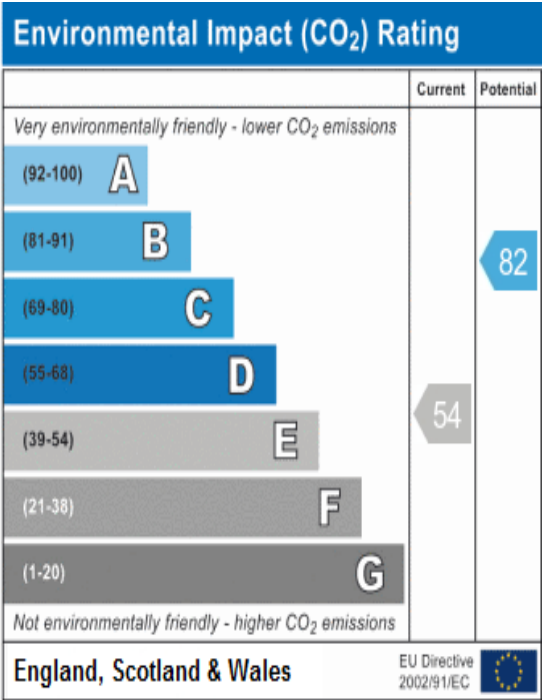 Environmental Impact (CO₂) Rating
Current Potential
Very environmentally friendly - lower CO₂ emissions
(92-100) A
(81-91) B
82
(69-80) C
(55-68) D
54
(39-54) E
(21-38) F
(1-20) G
Not environmentally friendly - higher CO₂ emissions
England, Scotland & Wales
EU Directive
2002/91/EC